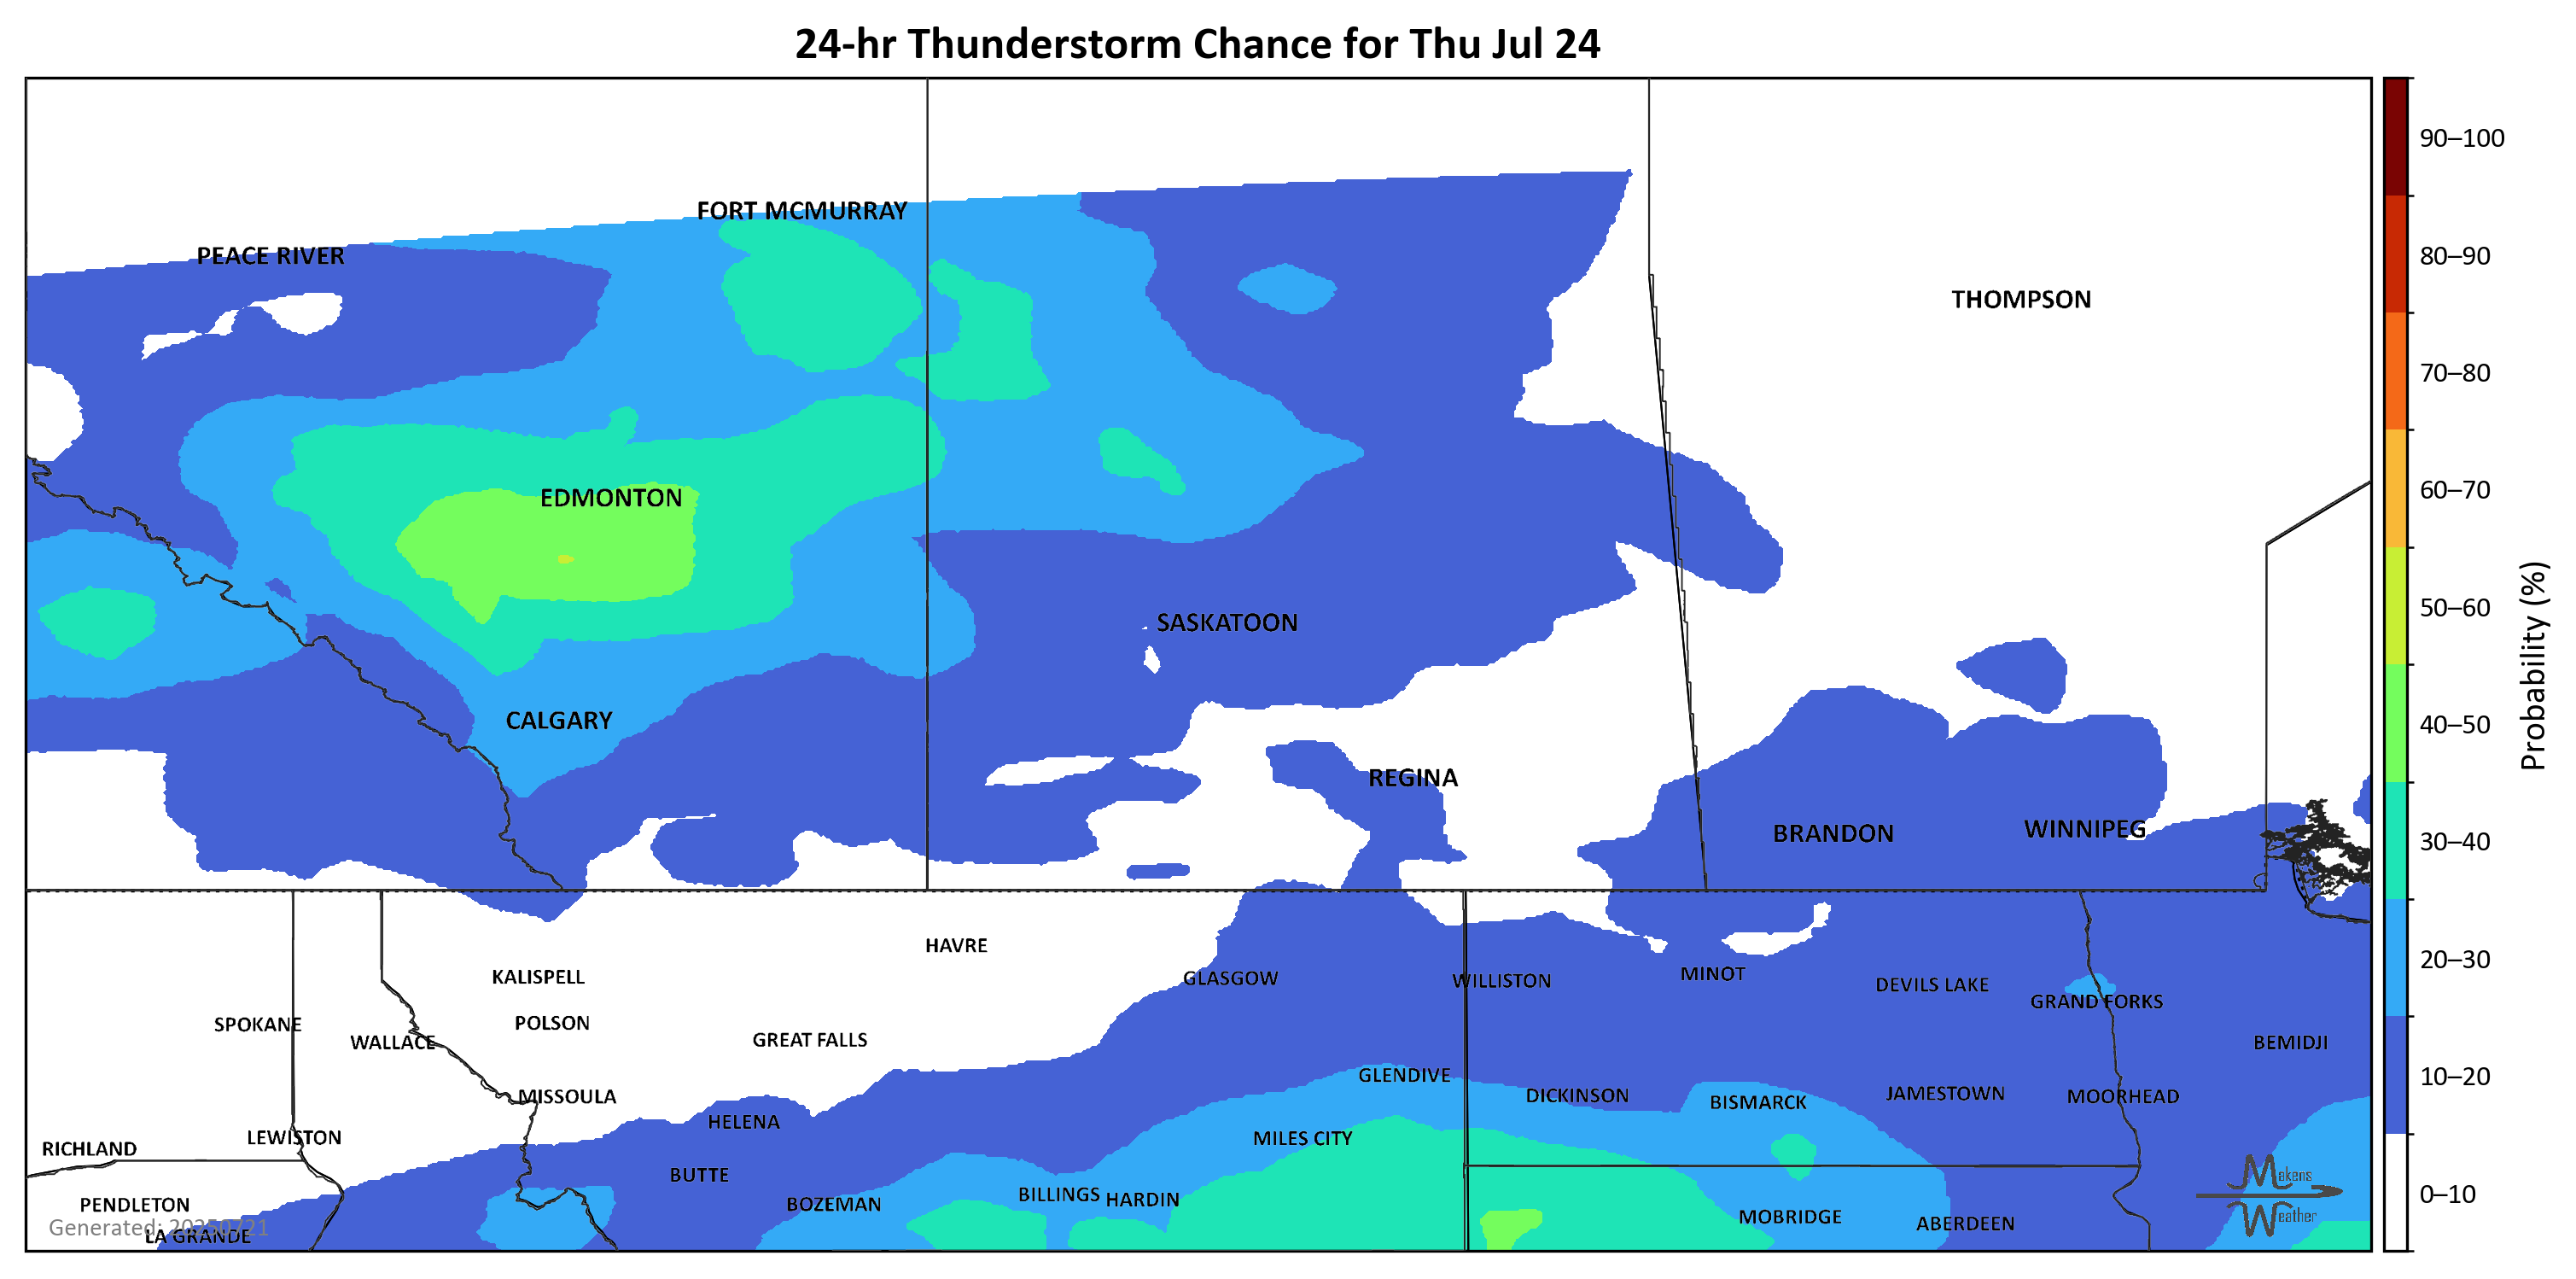 24-hr Thunderstorm Chance for Thu Jul 24
90–100
FORT MCMURRAY
PEACE RIVER
80–90
THOMPSON
70–80
60–70
EDMONTON
50–60
SASKATOON
Probability (%)
CALGARY
40–50
REGINA
BRANDON
WINNIPEG
30–40
HAVRE
20–30
KALISPELL
GLASGOW
WILLISTON
MINOT
DEVILS LAKE
GRAND FORKS
SPOKANE
POLSON
WALLACE
GREAT FALLS
BEMIDJI
GLENDIVE
10–20
MISSOULA
DICKINSON
BISMARCK
JAMESTOWN
MOORHEAD
HELENA
LEWISTON
MILES CITY
RICHLAND
BUTTE
Makens
BILLINGS
HARDIN
0–10
PENDLETON
BOZEMAN
MOBRIDGE
ABERDEEN
Weather
Generated: 20250721
LA GRANDE